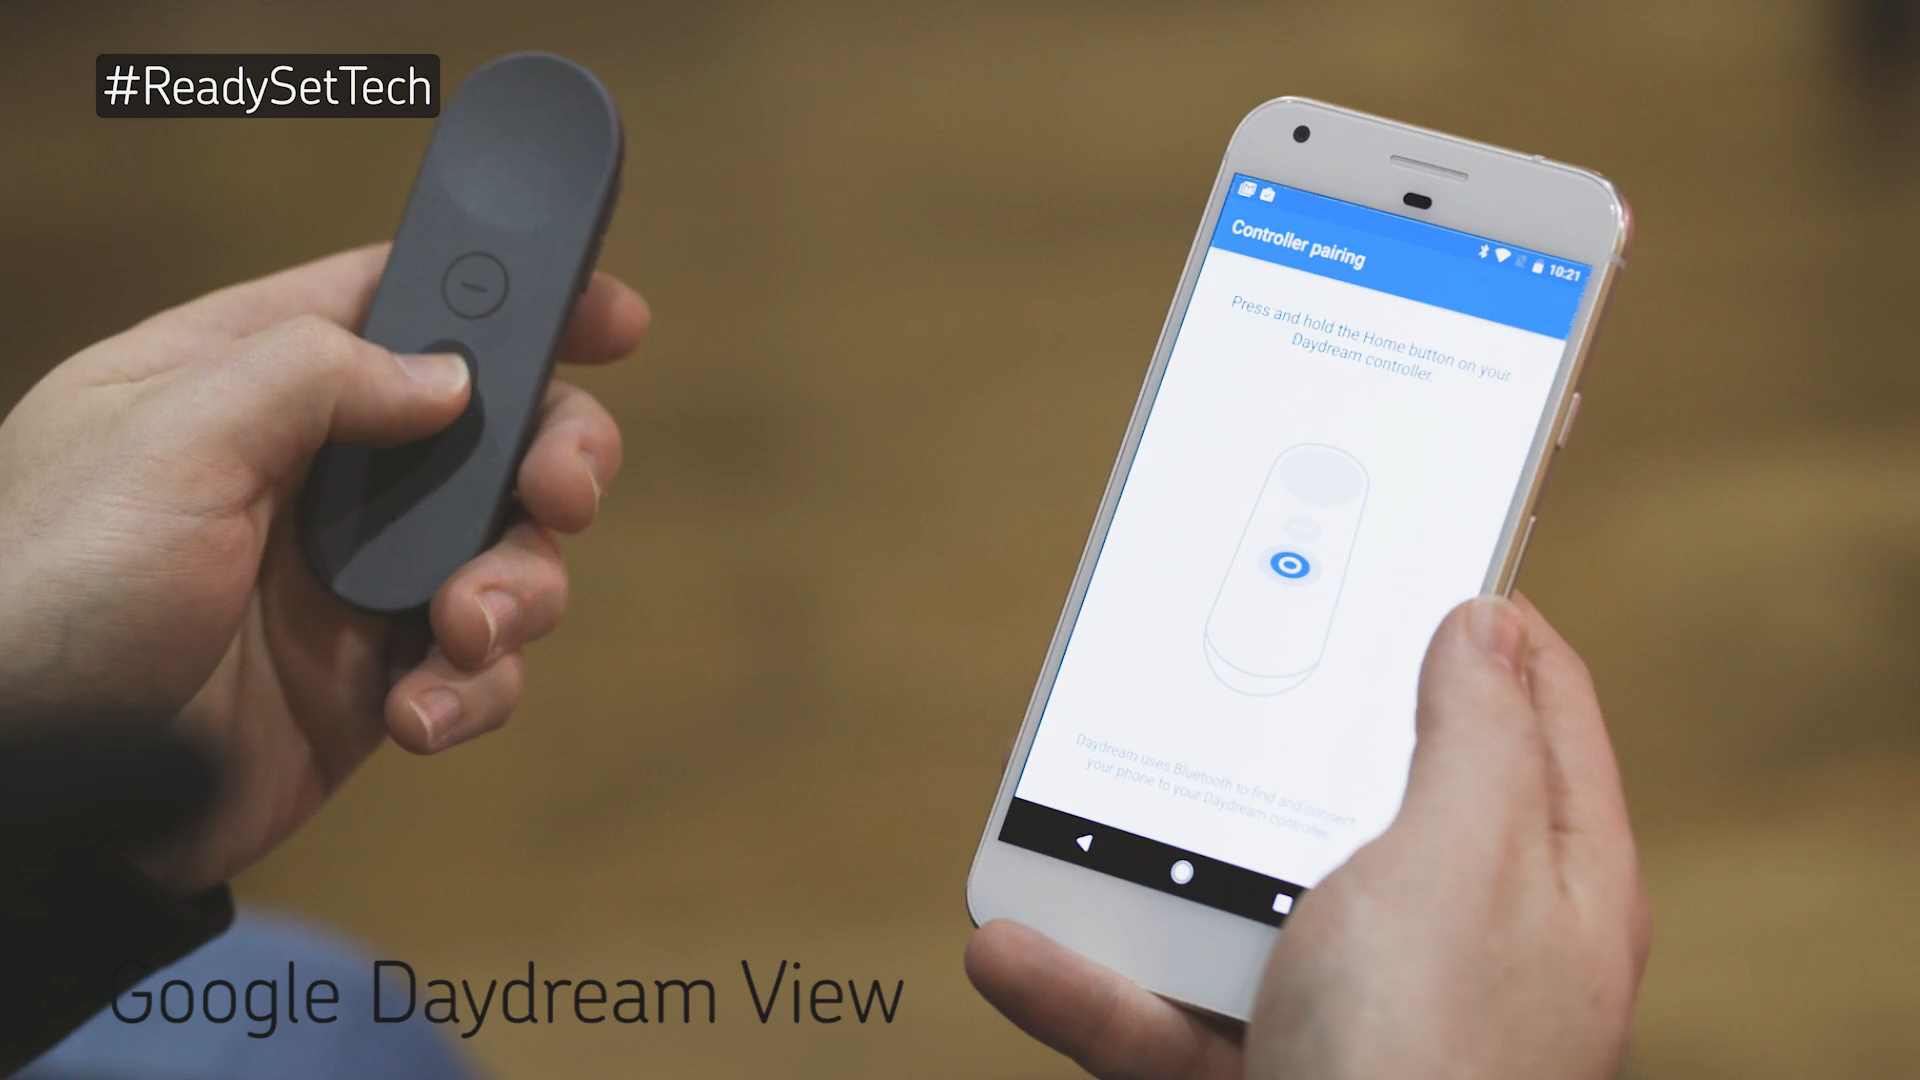 #ReadySetTech
Controller pairing
10:21
Press and hold the Home button on your
Daydream controller.
Daydream uses Bluetooth to find and connect
your phone to your Daydream controller.
Google Daydream View